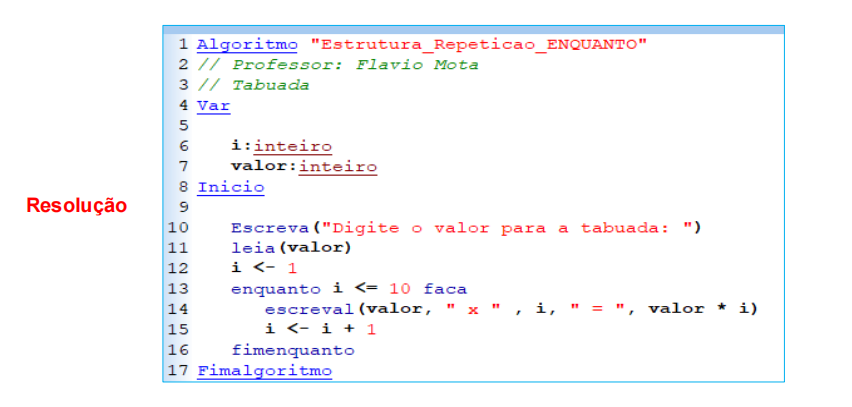 Resolução
1 Algoritmo "Estrutura_Repeticao_ENQUANTO"
2 // Professor: Flavio Mota
3 // Tabuada
4 Var
5
6 i:inteiro
7 valor:inteiro
8 Inicio
9
10 Escreva("Digite o valor para a tabuada: ")
11 leia(valor)
12 i <- 1
13 enquanto i <= 10 faca
14 escreval(valor, " x " , i, " = ", valor * i)
15 i <- i + 1
16 fimenquanto
17 Fimalgoritmo